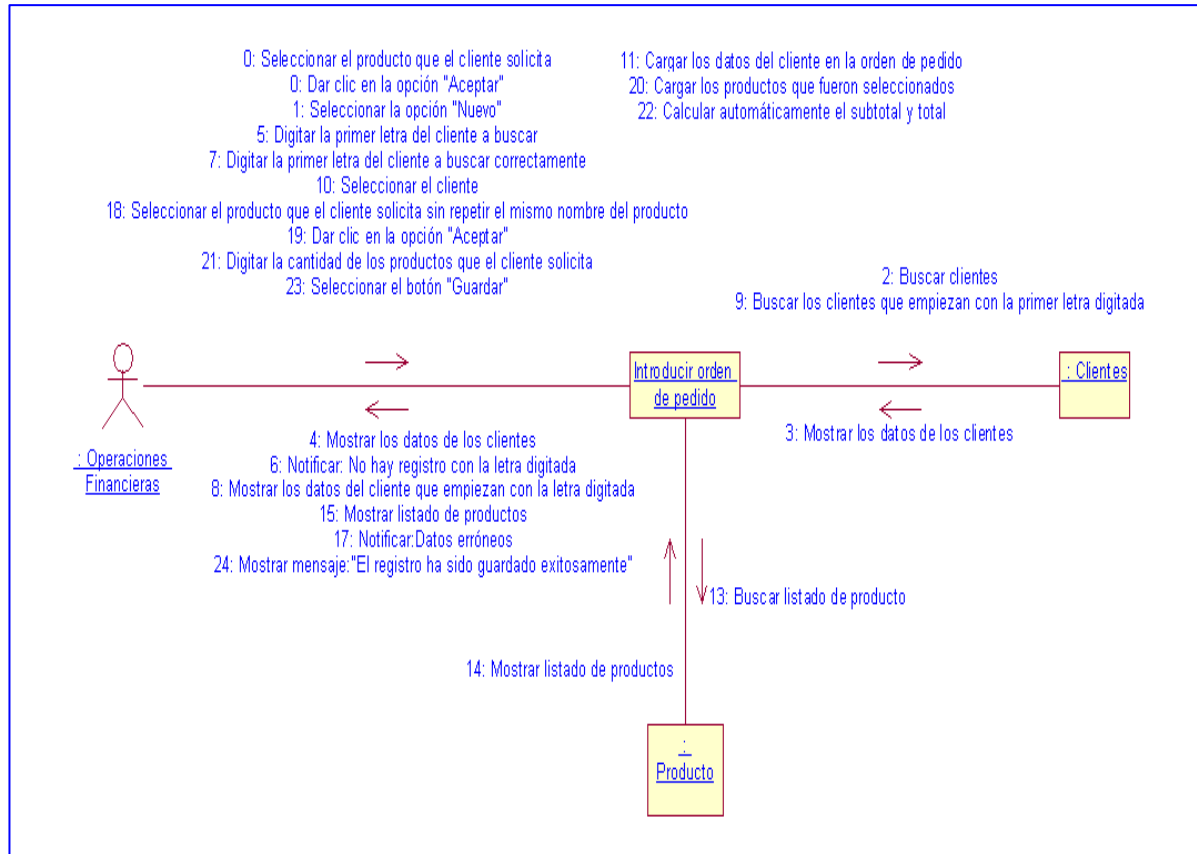 0: Seleccionar el producto que el cliente solicita
0: Dar clic en la opción "Aceptar"
1: Seleccionar la opción "Nuevo"
5: Digitar la primer letra del cliente a buscar
7: Digitar la primer letra del cliente a buscar correctamente
10: Seleccionar el cliente
18: Seleccionar el producto que el cliente solicita sin repetir el mismo nombre del producto
19: Dar clic en la opción "Aceptar"
21: Digitar la cantidad de los productos que el cliente solicita
23: Seleccionar el botón "Guardar"
11: Cargar los datos del cliente en la orden de pedido
20: Cargar los productos que fueron seleccionados
22: Calcular automáticamente el subtotal y total
2: Buscar clientes
9: Buscar los clientes que empiezan con la primer letra digitada
Introducir orden
de pedido
: Clientes
3: Mostrar los datos de los clientes
: Operaciones
Financieras
4: Mostrar los datos de los clientes
6: Notificar: No hay registro con la letra digitada
8: Mostrar los datos del cliente que empiezan con la letra digitada
15: Mostrar listado de productos
17: Notificar:Datos erróneos
24: Mostrar mensaje:"El registro ha sido guardado exitosamente"
13: Buscar listado de producto
14: Mostrar listado de productos
:
Producto